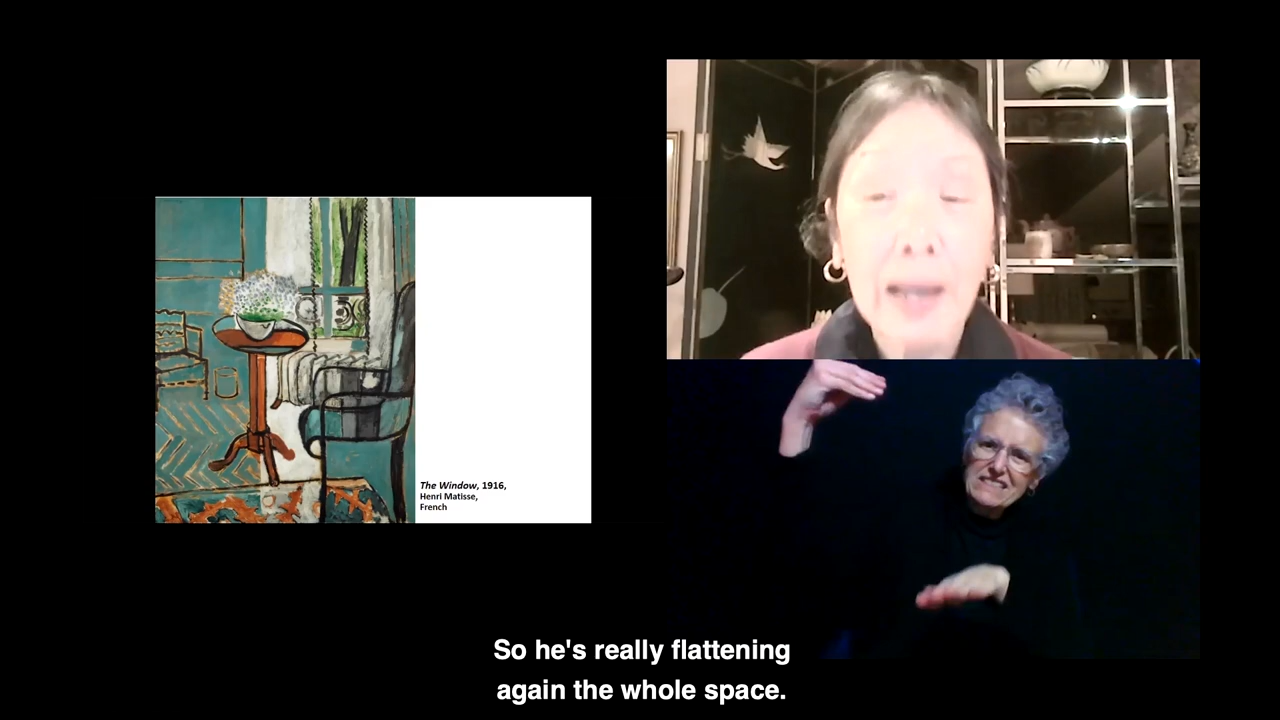 The Window, 1916,
Henri Matisse,
French
So he's really flattening
again the whole space.